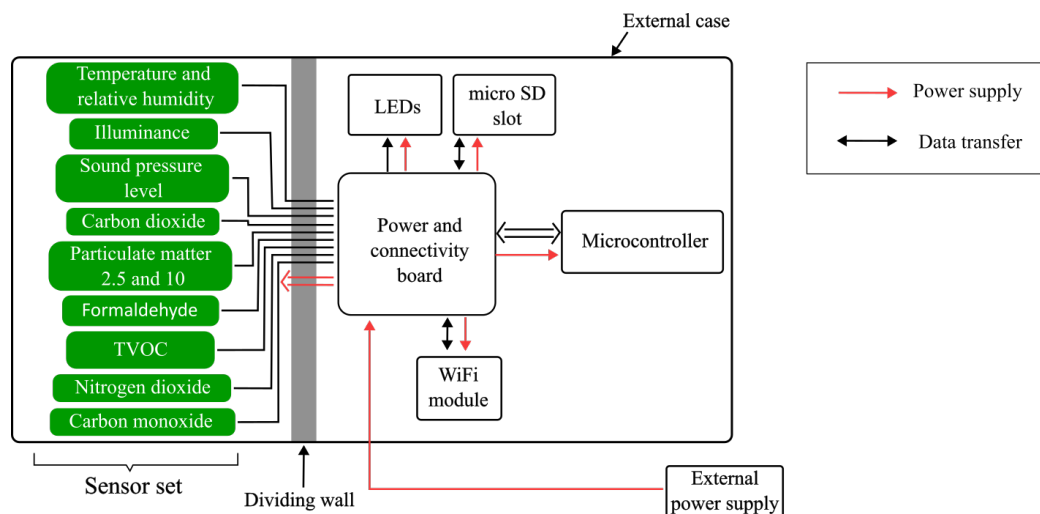 External case
Temperature and
relative humidity
Illuminance
Sound pressure
level
Carbon dioxide
Particulate matter
2.5 and 10
Formaldehyde
TVOC
Nitrogen dioxide
Carbon monoxide
Sensor set
Dividing wall
LEDs
micro SD
slot
Power and
connectivity
board
Microcontroller
WiFi
module
External
power supply
Power supply
Data transfer